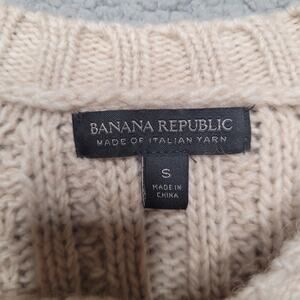 BANANA REPUBLIC
MADE OF ITALIAN YARN
S
MADE IN
CHINA